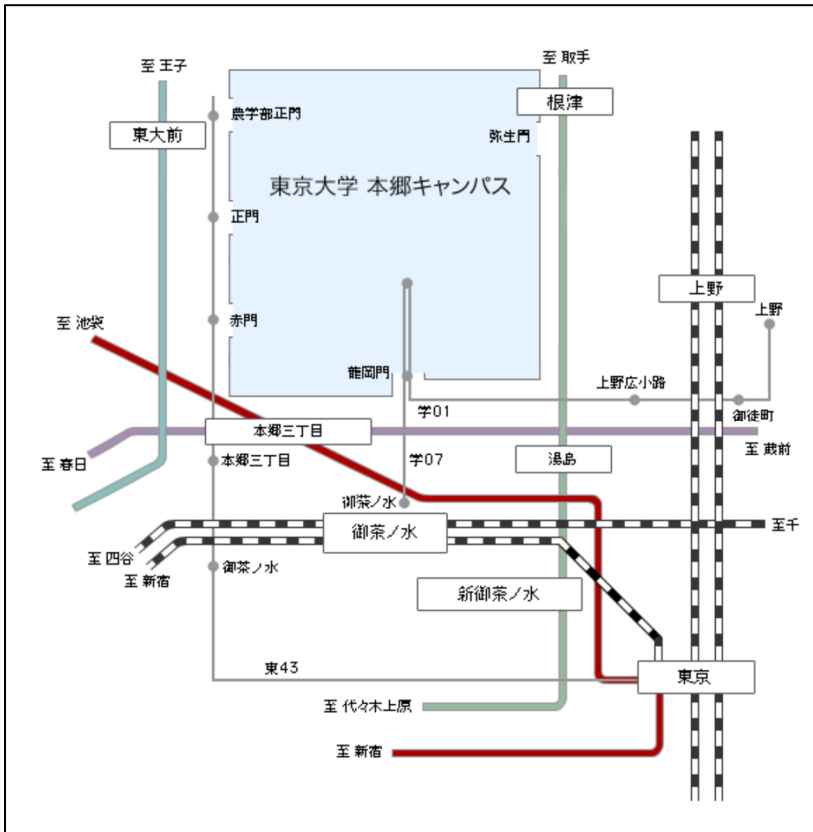 至 王子
至 取手
東大前
農学部正門
根津
弥生門
東京大学 本郷キャンパス
正門
上野
至 池袋
赤門
上野
龍岡門
上野広小路
学01
御徒町
本郷三丁目
至 春日
本郷三丁目
学07
湯島
至 蔵前
御茶ノ水
御茶ノ水
至千
至 四谷
至 新宿
御茶ノ水
新御茶ノ水
東43
東京
至 代々木上原
至 新宿